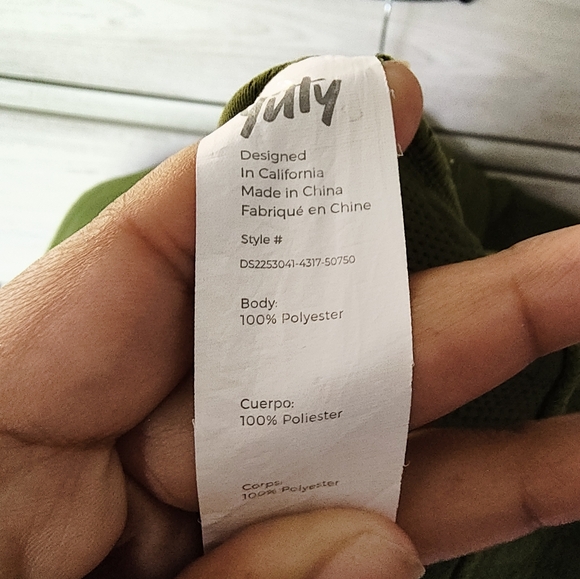 Designed
In California
Made in China
Fabriqué en Chine
Style #
DS2253041-4317-50750
Body:
100% Polyester
Cuerpo:
100% Poliester
Corps:
100% Polyester